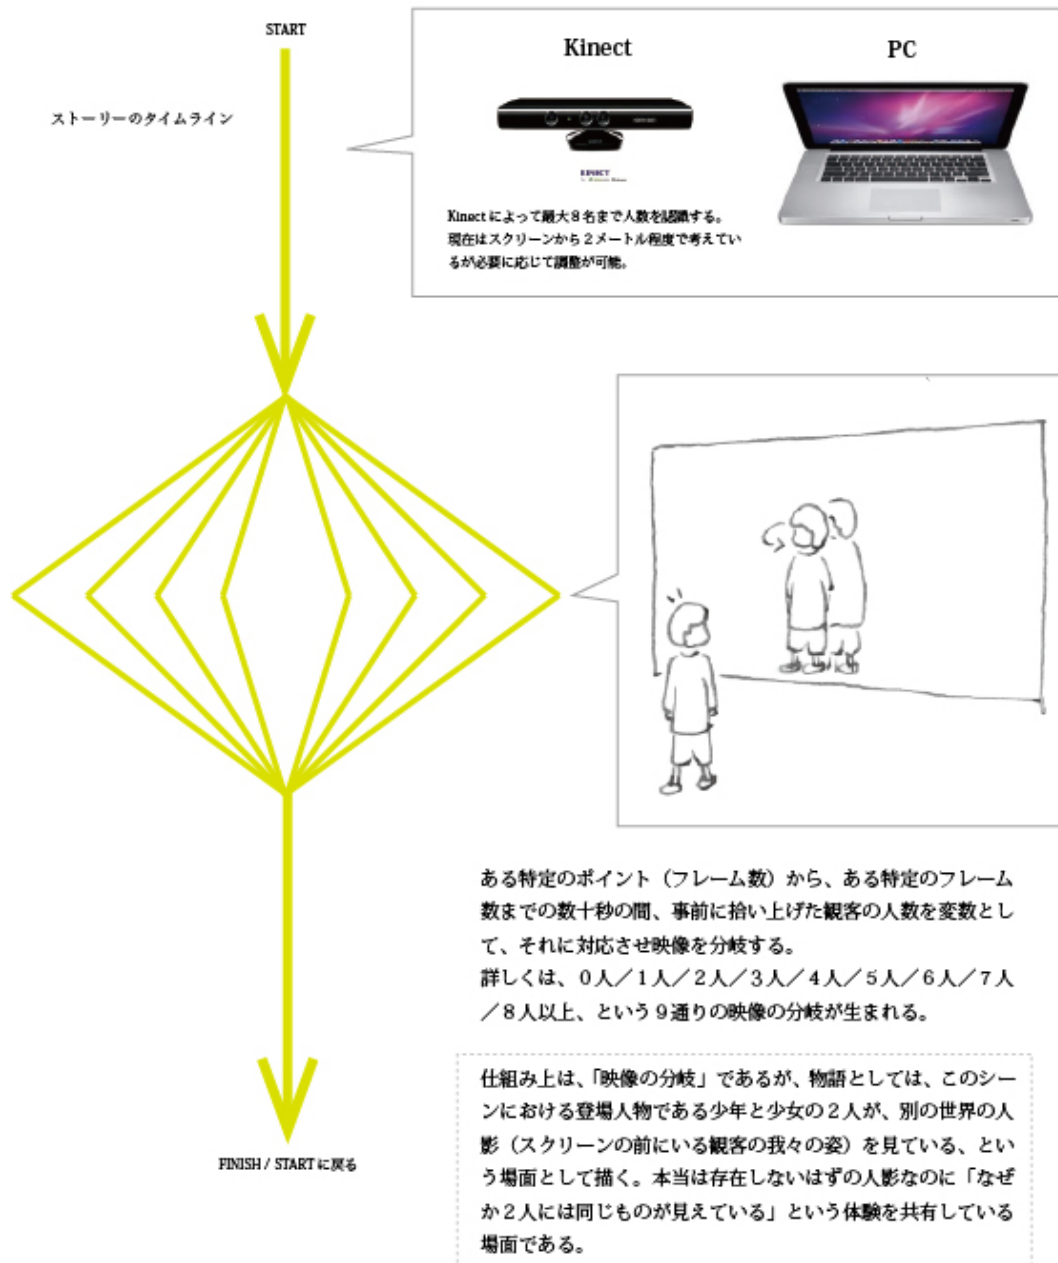 START
ストーリーのタイムライン
Kinect
PC
KINECT
Kinectによって最大8名まで人数を認識する。
現在はスクリーンから2メートル程度で考えてい
るが必要に応じて調整が可能。
ある特定のポイント（フレーム数）から、ある特定のフレーム
数までの数十秒の間、事前に拾い上げた観客の人数を変数とし
て、それに対応させ映像を分岐する。
詳しくは、0人／1人／2人／3人／4人／5人／6人／7人
／8人以上、という9通りの映像の分岐が生まれる。
仕組み上は、「映像の分岐」であるが、物語としては、このシー
ンにおける登場人物である少年と少女の2人が、別の世界の人
影（スクリーンの前にいる観客の我々の姿）を見ている、とい
う場面として描く。本当は存在しないはずの人影なのに「なぜ
か2人には同じものが見えている」という体験を共有している
場面である。
FINISH / STARTに戻る